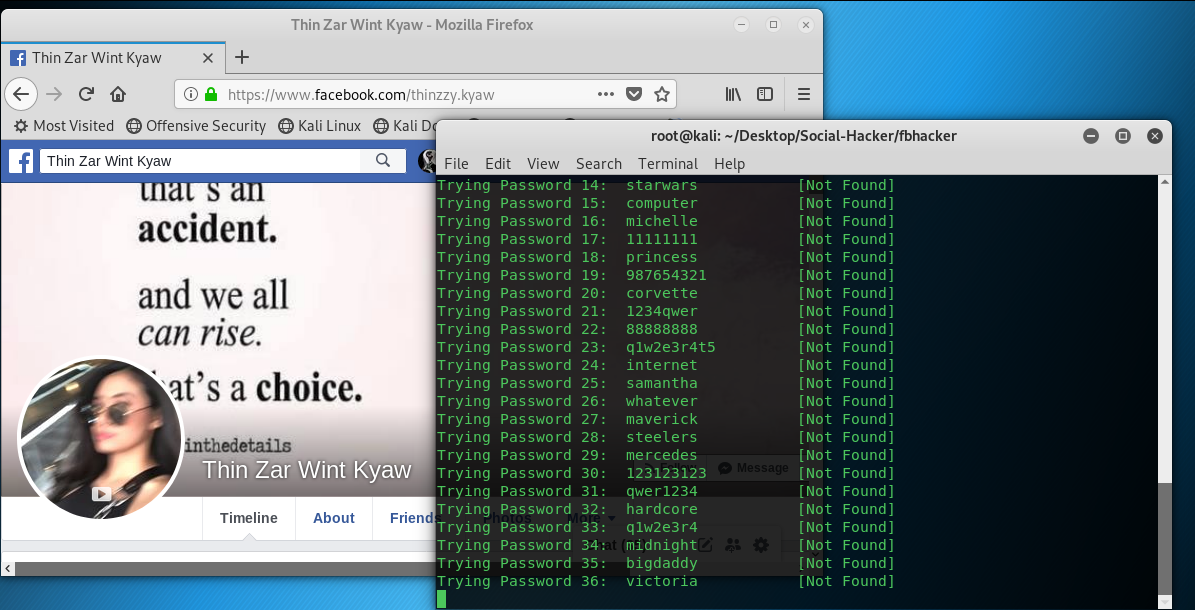 Thin Zar Wint Kyaw - Mozilla Firefox
Thin Zar Wint Kyaw
https://www.facebook.com/thinzzy.kyaw
Most Visited Offensive Security Kali Linux Kali Do
Thin Zar Wint Kyaw
that's an
accident.
and we all
can rise.
that's a choice.
inthedetails
Thin Zar Wint Kyaw
Timeline About Friends Photos More
Follow Message
root@kali: ~/Desktop/Social-Hacker/fbhacker
File Edit View Search Terminal Help
Trying Password 14: starwars [Not Found]
Trying Password 15: computer [Not Found]
Trying Password 16: michelle [Not Found]
Trying Password 17: 11111111 [Not Found]
Trying Password 18: princess [Not Found]
Trying Password 19: 987654321 [Not Found]
Trying Password 20: corvette [Not Found]
Trying Password 21: 1234qwer [Not Found]
Trying Password 22: 88888888 [Not Found]
Trying Password 23: q1w2e3r4t5 [Not Found]
Trying Password 24: internet [Not Found]
Trying Password 25: samantha [Not Found]
Trying Password 26: whatever [Not Found]
Trying Password 27: maverick [Not Found]
Trying Password 28: steelers [Not Found]
Trying Password 29: mercedes [Not Found]
Trying Password 30: 123123123 [Not Found]
Trying Password 31: qwer1234 [Not Found]
Trying Password 32: hardcore [Not Found]
Trying Password 33: q1w2e3r4 [Not Found]
Trying Password 34: midnight [Not Found]
Trying Password 35: bigdaddy [Not Found]
Trying Password 36: victoria [Not Found]